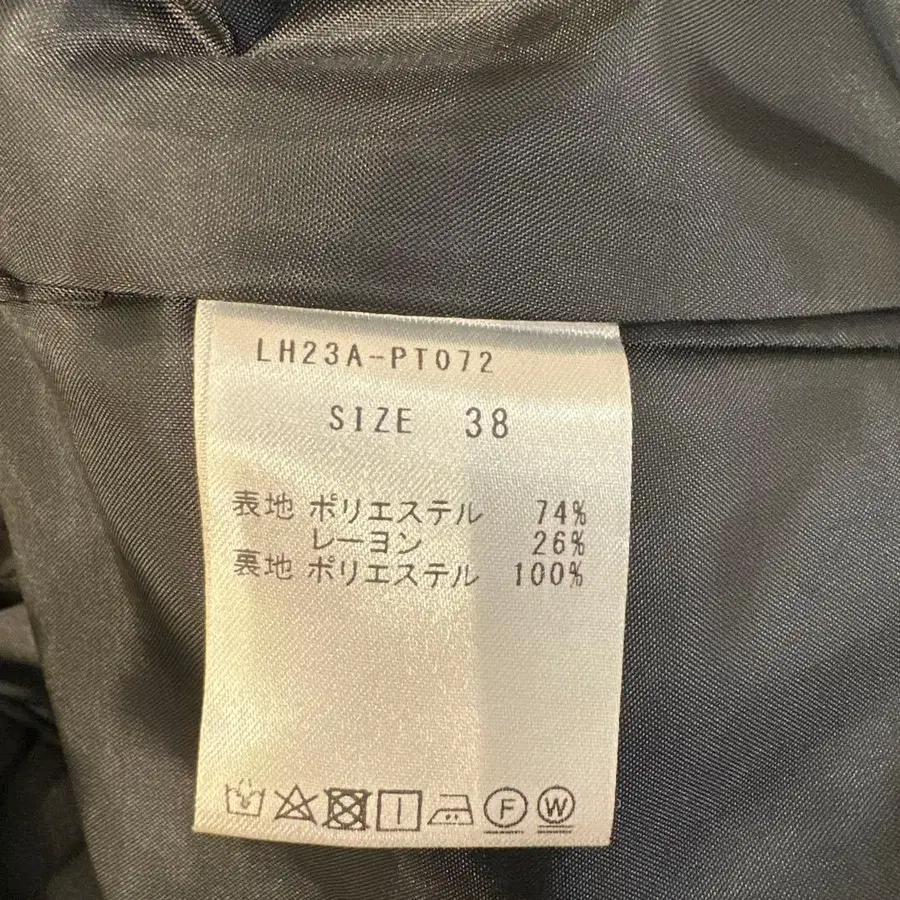 LH23A-PT072
SIZE 38
表地 ポリエステル 74%
レーヨン 26%
裏地 ポリエステル 100%
F W